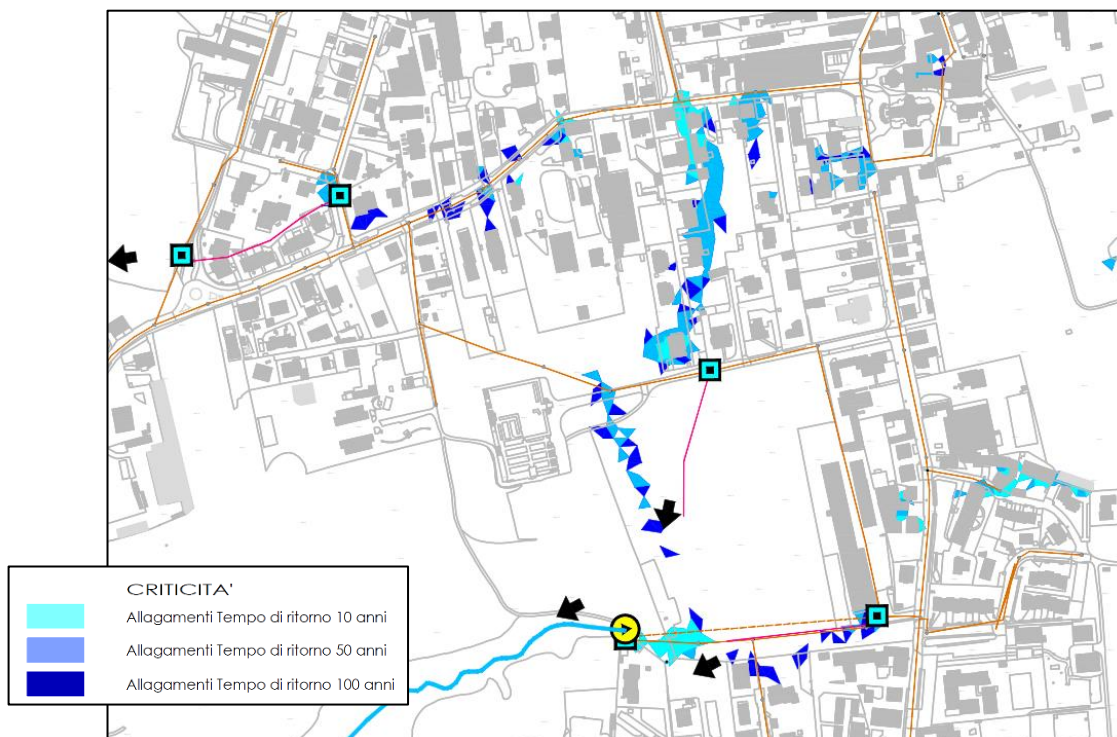 CRITICITA'
Allagamenti Tempo di ritorno 10 anni
Allagamenti Tempo di ritorno 50 anni
Allagamenti Tempo di ritorno 100 anni